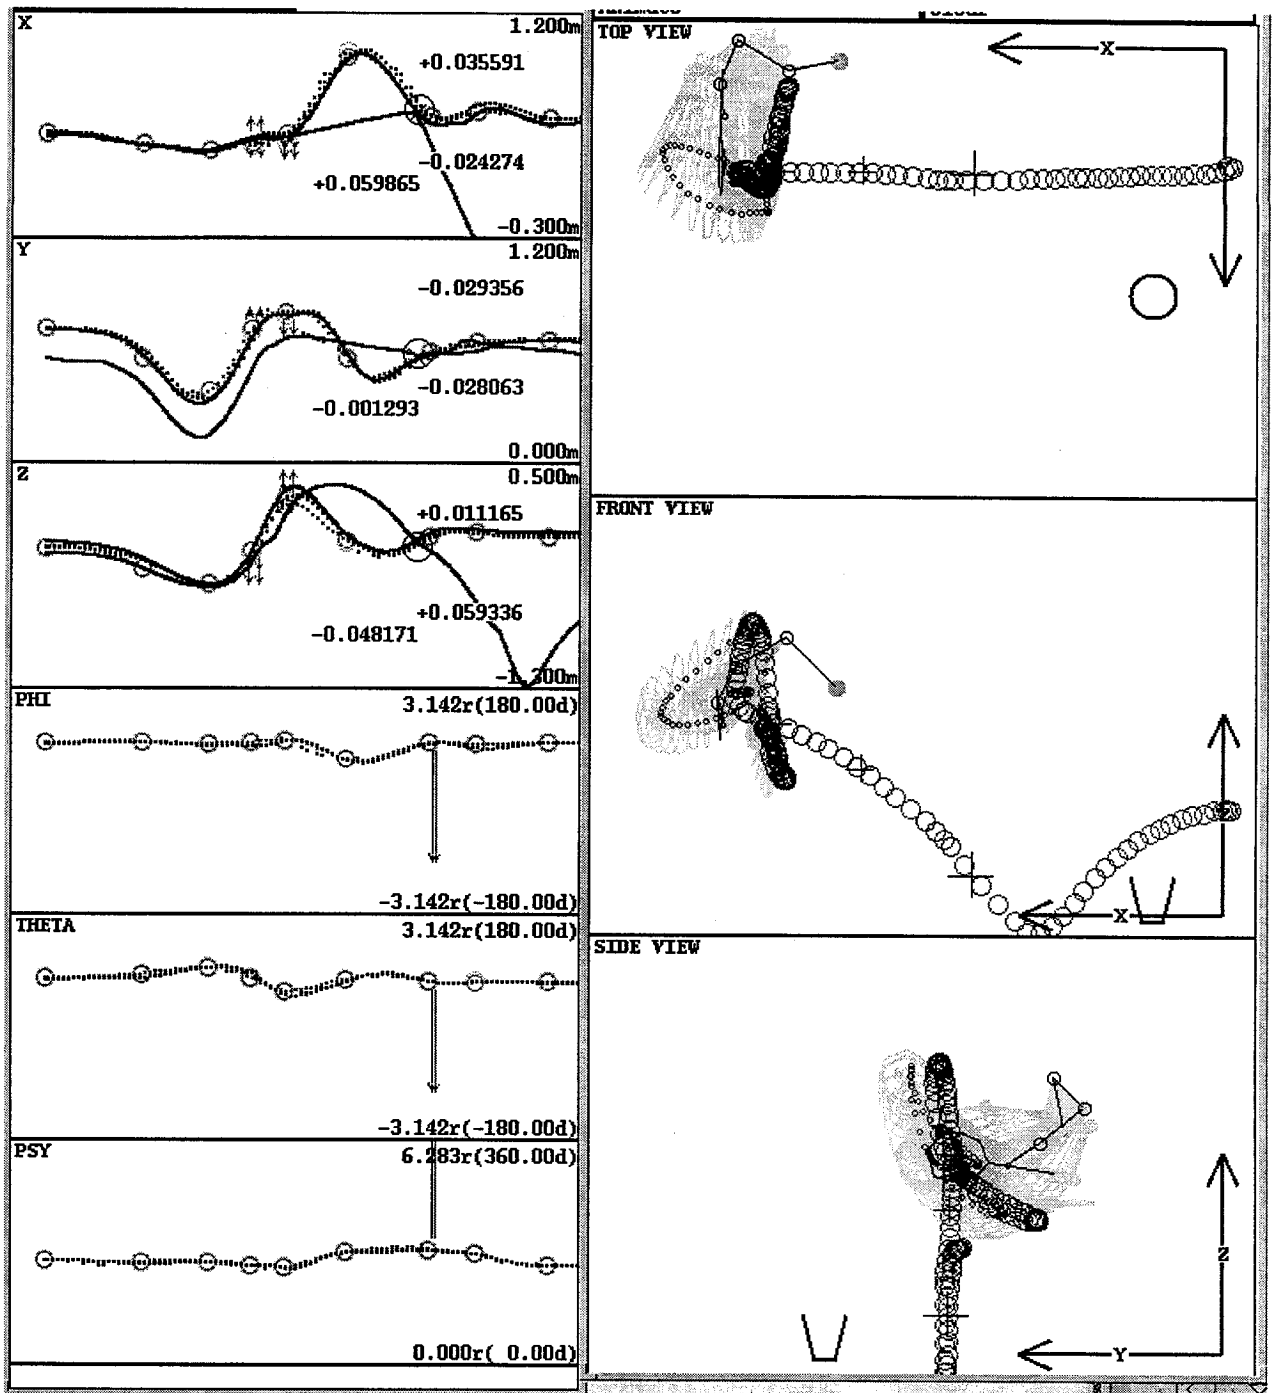 X
1.200m
+0.035591
-0.024274
+0.059865
-0.300m
Y
1.200m
-0.029356
-0.028063
-0.001293
0.000m
Z
0.500m
+0.011165
+0.059336
-0.048171
PHI
3.142r(180.00d)
-3.142r(-180.00d)
THETA
3.142r(180.00d)
-3.142r(-180.00d)
PSY
6.283r(360.00d)
0.000r( 0.00d)
TOP VIEW
X
FRONT VIEW
Z
X
SIDE VIEW
Z
Y